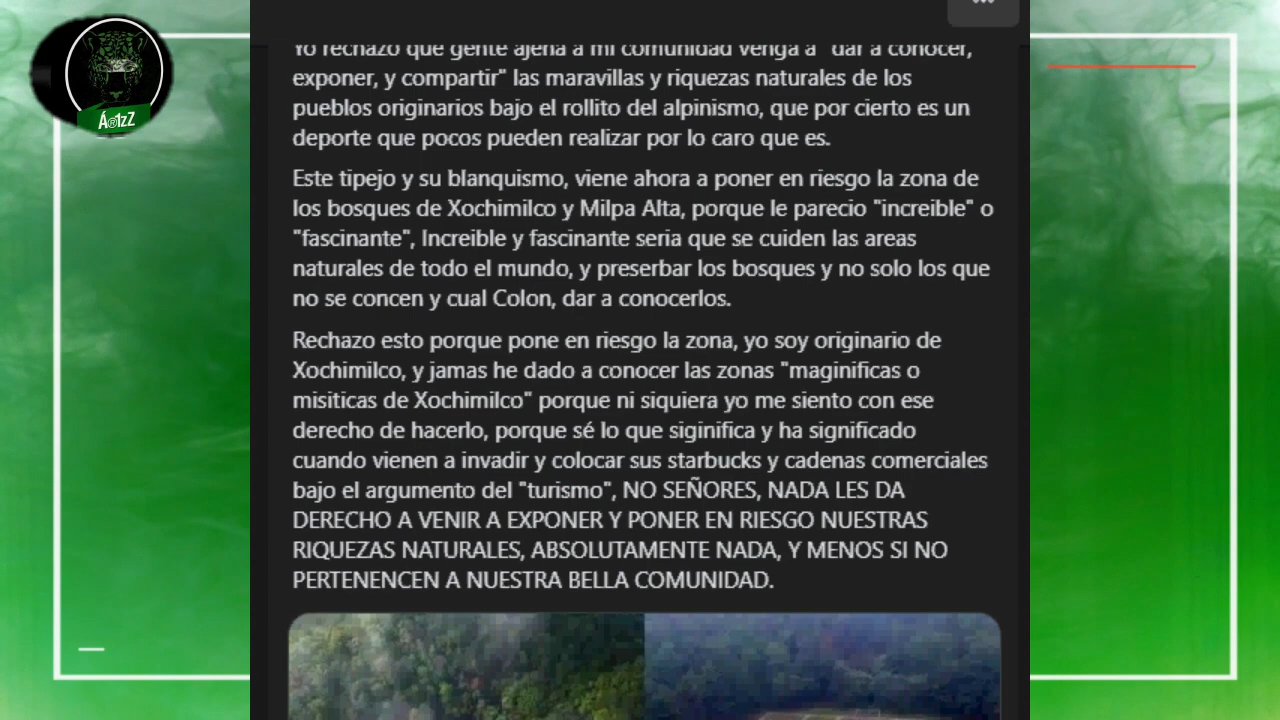 Á®1zZ
Yo rechazo que gente ajena a mi comunidad venga a "dar a conocer,
exponer, y compartir" las maravillas y riquezas naturales de los
pueblos originarios bajo el rollito del alpinismo, que por cierto es un
deporte que pocos pueden realizar por lo caro que es.
Este tipejo y su blanquismo, viene ahora a poner en riesgo la zona de
los bosques de Xochimilco y Milpa Alta, porque le parecio "increible" o
"fascinante", Increible y fascinante seria que se cuiden las areas
naturales de todo el mundo, y preserbar los bosques y no solo los que
no se concen y cual Colon, dar a conocerlos.
Rechazo esto porque pone en riesgo la zona, yo soy originario de
Xochimilco, y jamas he dado a conocer las zonas "maginificas o
misiticas de Xochimilco" porque ni siquiera yo me siento con ese
derecho de hacerlo, porque sé lo que siginifica y ha significado
cuando vienen a invadir y colocar sus starbucks y cadenas comerciales
bajo el argumento del "turismo", NO SEÑORES, NADA LES DA
DERECHO A VENIR A EXPONER Y PONER EN RIESGO NUESTRAS
RIQUEZAS NATURALES, ABSOLUTAMENTE NADA, Y MENOS SI NO
PERTENENCEN A NUESTRA BELLA COMUNIDAD.